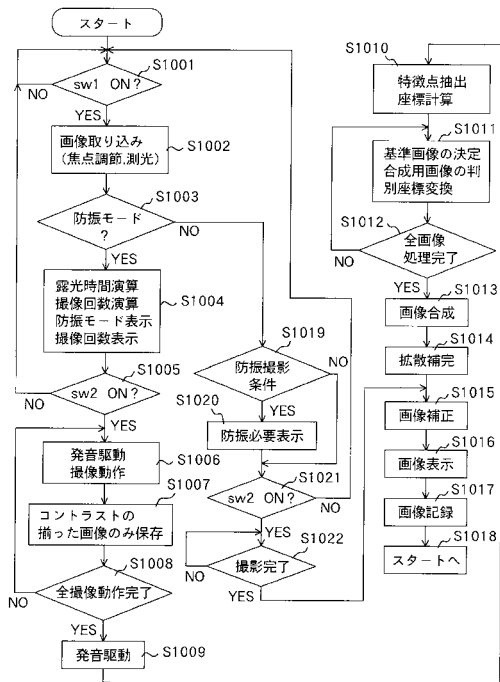 スタート
S1001
sw1 ON?
NO
YES
画像取り込み
(焦点調節,測光)
S1002
S1003
防振モード
?
NO
YES
露光時間演算
撮像回数演算
防振モード表示
撮像回数表示
S1004
S1005
sw2 ON?
NO
YES
発音駆動
撮像動作
S1006
S1007
コントラストの
揃った画像のみ保存
S1008
全撮像動作完了
NO
YES
発音駆動
S1009
S1019
防振撮影
条件
NO
S1020
YES
防振必要表示
S1021
sw2 ON?
NO
YES
S1022
撮影完了
NO
YES
S1010
特徴点抽出
座標計算
S1011
基準画像の決定
合成用画像の判
別座標変換
S1012
全画像
処理完了
NO
YES
S1013
画像合成
S1014
拡散補完
S1015
画像補正
S1016
画像表示
S1017
画像記録
S1018
スタートへ